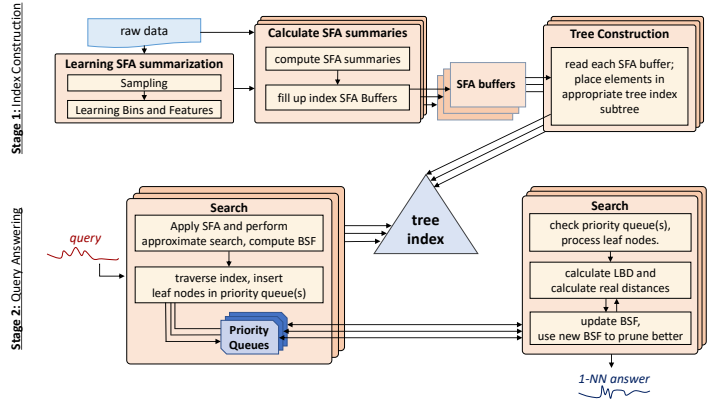 Stage 1: Index Construction
raw data
Learning SFA summarization
Sampling
Learning Bins and Features
Calculate SFA summaries
compute SFA summaries
fill up index SFA Buffers
SFA buffers
Tree Construction
read each SFA buffer;
place elements in
appropriate tree index
subtree
tree
index
Stage 2: Query Answering
query
Search
Apply SFA and perform
approximate search, compute BSF
traverse index, insert
leaf nodes in priority queue(s)
Priority
Queues
Search
check priority queue(s),
process leaf nodes.
calculate LBD and
calculate real distances
update BSF,
use new BSF to prune better
1-NN answer